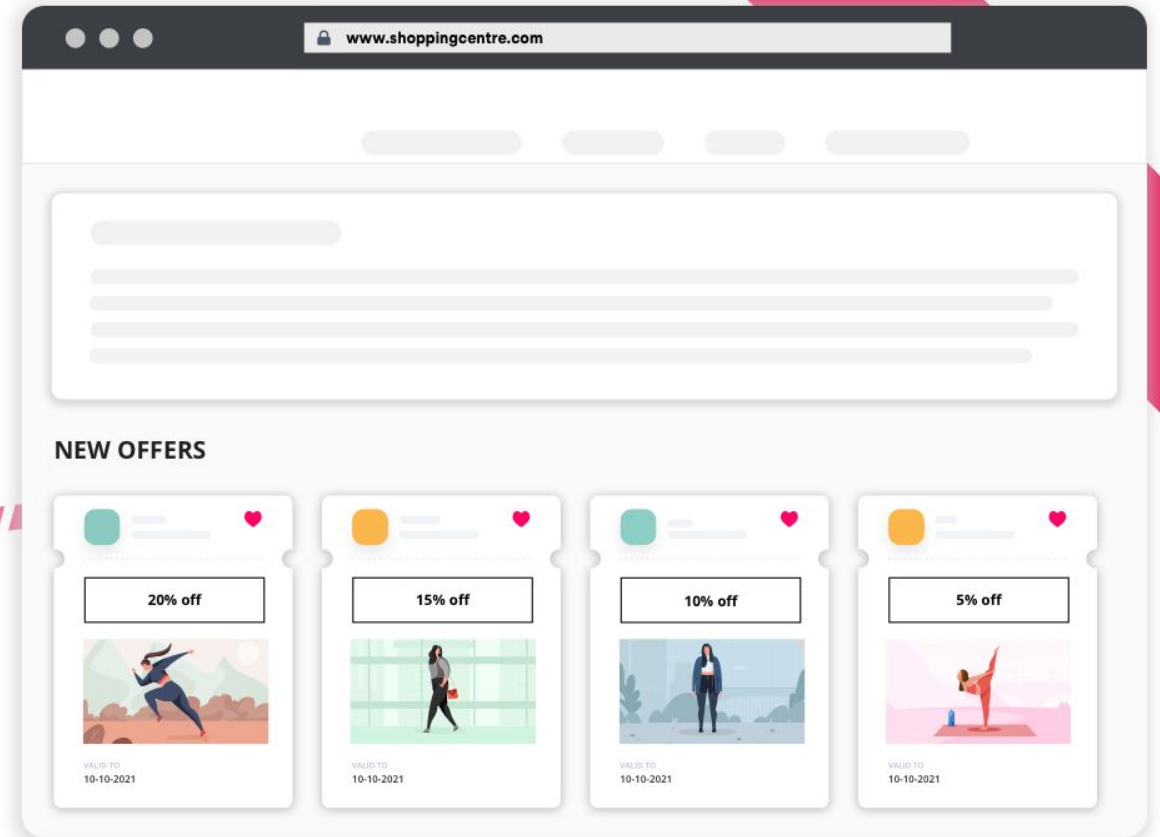 www.shoppingcentre.com
NEW OFFERS
20% off
15% off
10% off
5% off
VALID TO
10-10-2021
VALID TO
10-10-2021
VALID TO
10-10-2021
VALID TO
10-10-2021